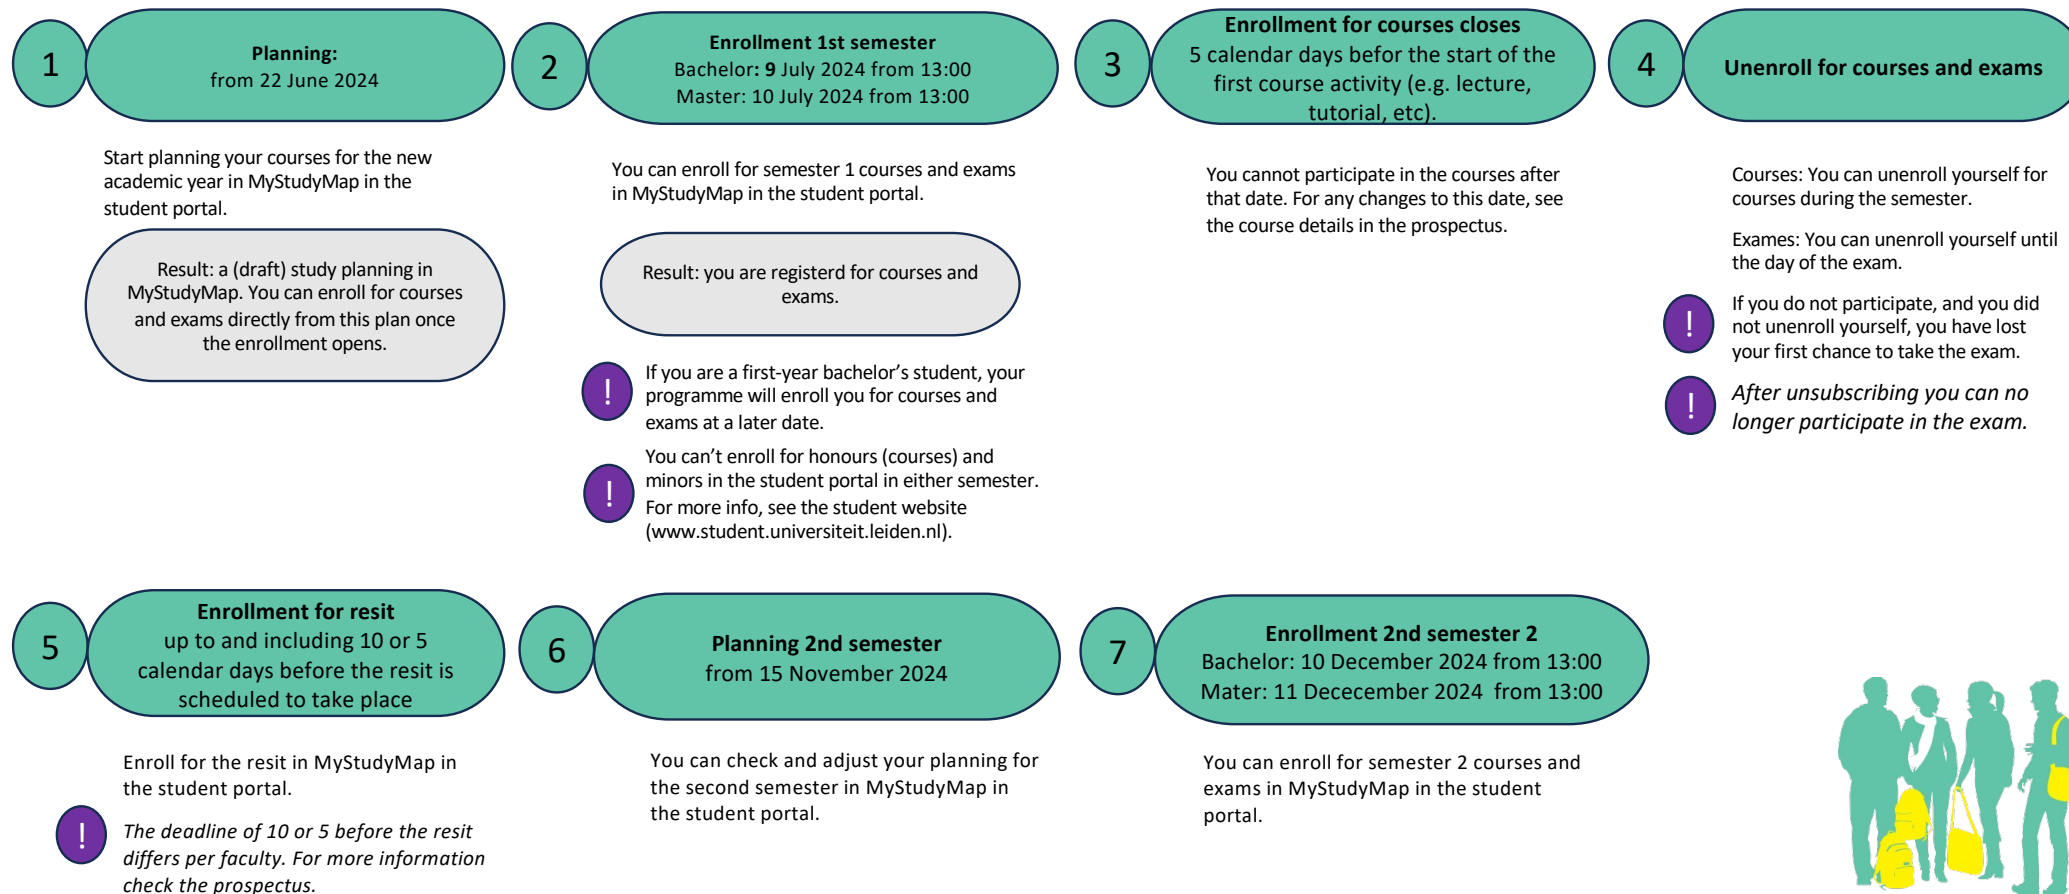 1
Planning:
from 22 June 2024
Start planning your courses for the new
academic year in MyStudyMap in the
student portal.
Result: a (draft) study planning in
MyStudyMap. You can enroll for courses
and exams directly from this plan once
the enrollment opens.
2
Enrollment 1st semester
Bachelor: 9 July 2024 from 13:00
Master: 10 July 2024 from 13:00
You can enroll for semester 1 courses and exams
in MyStudyMap in the student portal.
Result: you are registerd for courses and
exams.
!
If you are a first-year bachelor’s student, your
programme will enroll you for courses and
exams at a later date.
!
You can’t enroll for honours (courses) and
minors in the student portal in either semester.
For more info, see the student website
(www.student.universiteit.leiden.nl).
3
Enrollment for courses closes
5 calendar days befor the start of the
first course activity (e.g. lecture,
tutorial, etc).
You cannot participate in the courses after
that date. For any changes to this date, see
the course details in the prospectus.
4
Unenroll for courses and exams
Courses: You can unenroll yourself for
courses during the semester.
Exames: You can unenroll yourself until
the day of the exam.
!
If you do not participate, and you did
not unenroll yourself, you have lost
your first chance to take the exam.
!
After unsubscribing you can no
longer participate in the exam.
5
Enrollment for resit
up to and including 10 or 5
calendar days before the resit is
scheduled to take place
Enroll for the resit in MyStudyMap in
the student portal.
!
The deadline of 10 or 5 before the resit
differs per faculty. For more information
check the prospectus.
6
Planning 2nd semester
from 15 November 2024
You can check and adjust your planning for
the second semester in MyStudyMap in
the student portal.
7
Enrollment 2nd semester 2
Bachelor: 10 December 2024 from 13:00
Mater: 11 Dececember 2024 from 13:00
You can enroll for semester 2 courses and
exams in MyStudyMap in the student
portal.